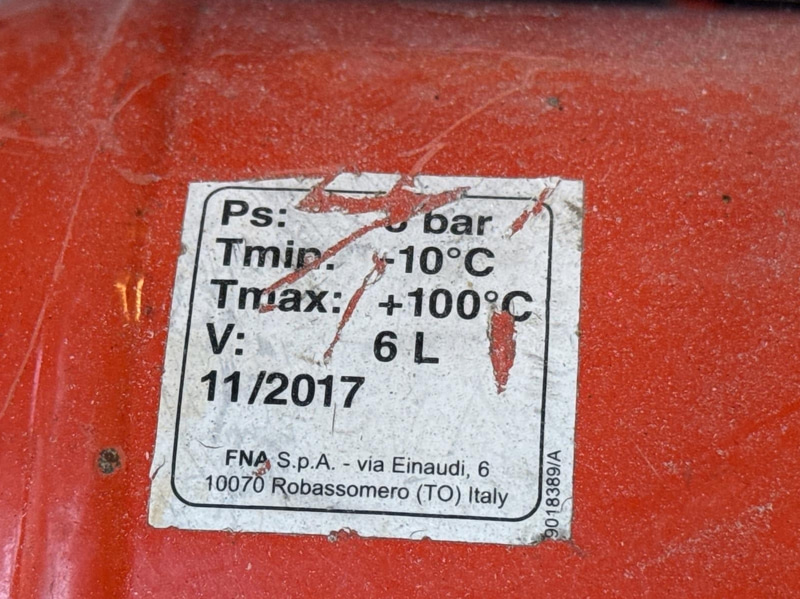 Ps: bar
Tmin: -10°C
Tmax: +100°C
V: 6 L
11/2017
FNA S.p.A. - via Einaudi, 6
10070 Robassomero (TO) Italy
9018389/A